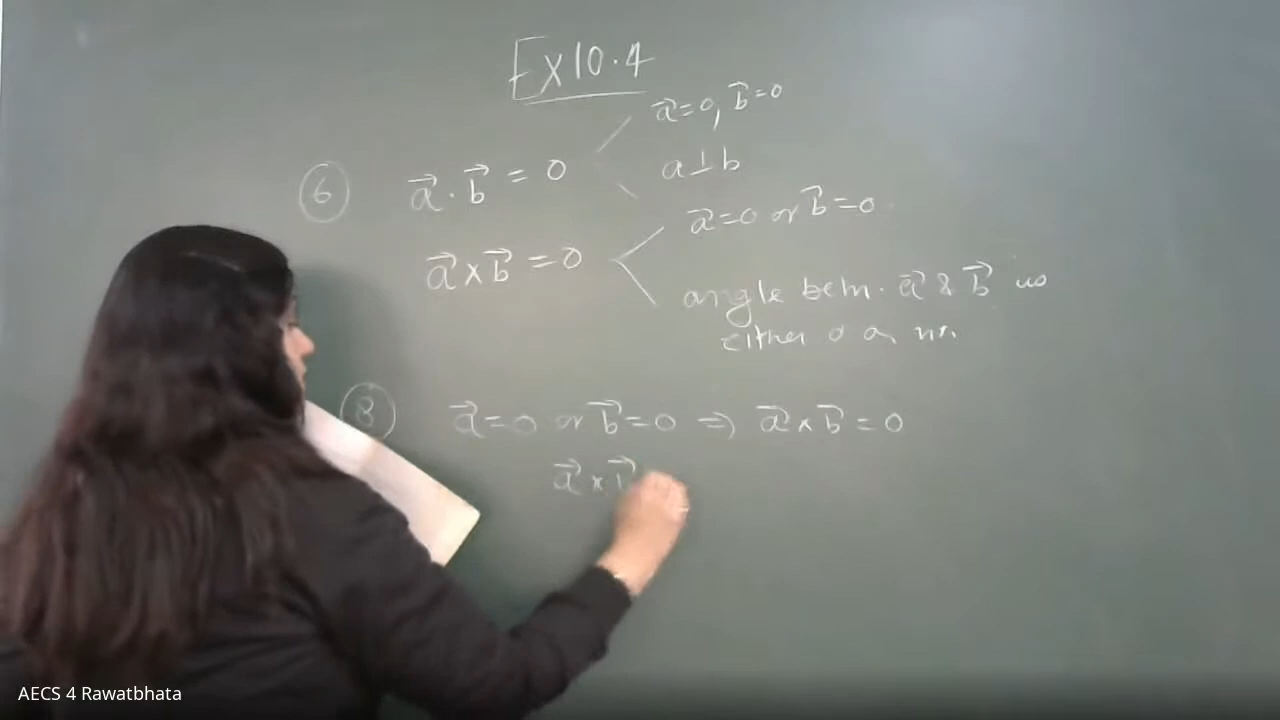 Ex 10.4
a⃗=0, b⃗=0
⑥ a⃗·b⃗ = 0
a⊥b
a⃗=0 or b⃗=0
a⃗×b⃗ = 0
angle betn. a⃗ & b⃗ is
either 0 or
⑧ a⃗=0 or b⃗=0 ⇒ a⃗×b⃗=0
a⃗×b⃗
AECS 4 Rawatbhata